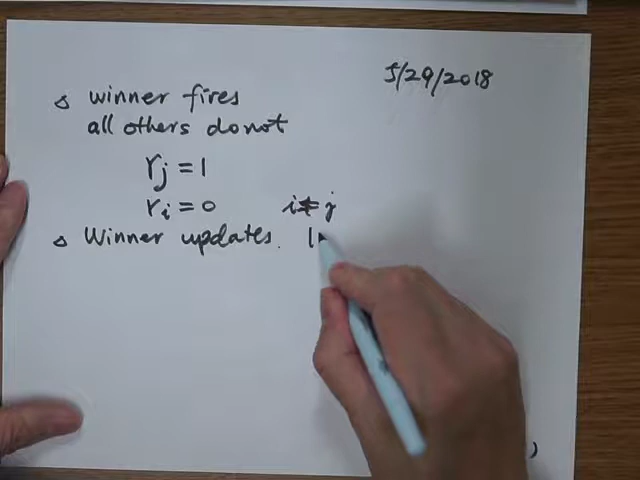 5/29/2018
△ winner fires
all others do not
rj = 1
ri = 0 i ≠ j
△ Winner updates.